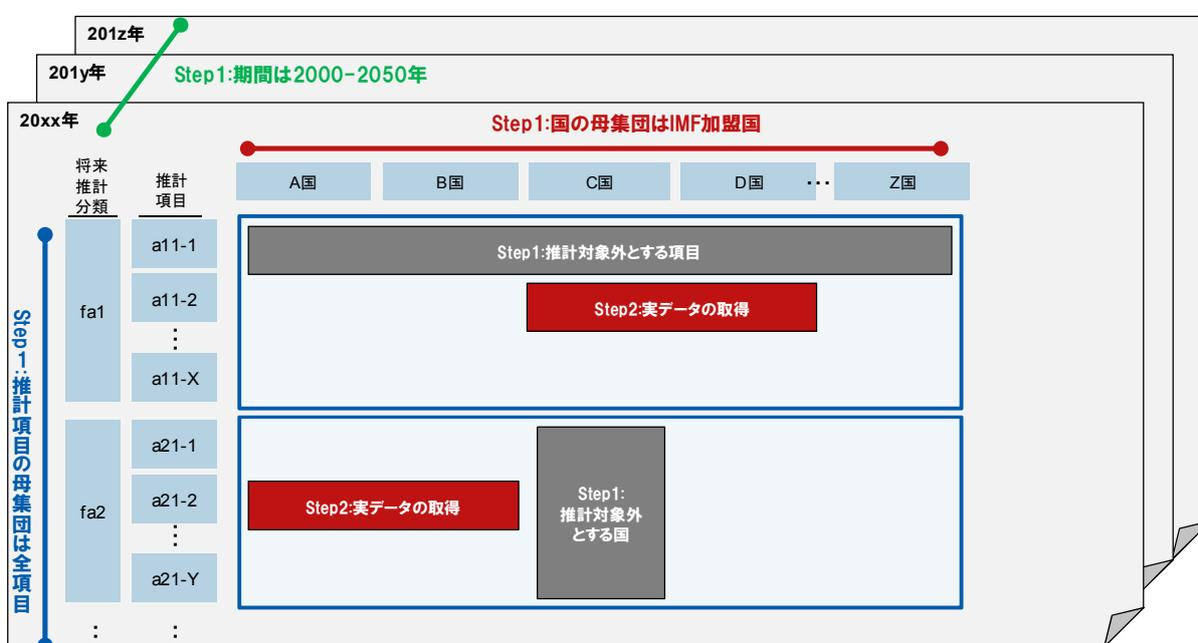 201z年
201y年
Step1:期間は2000-2050年
20xx年
Step1:国の母集団はIMF加盟国
将来
推計
分類
推計
項目
A国
B国
C国
D国
…
Z国
Step1:推計項目の母集団は全項目
fa1
a11-1
a11-2
⋮
a11-X
Step1:推計対象外とする項目
Step2:実データの取得
fa2
a21-1
a21-2
⋮
a21-Y
Step2:実データの取得
Step1:
推計対象外
とする国
:
: